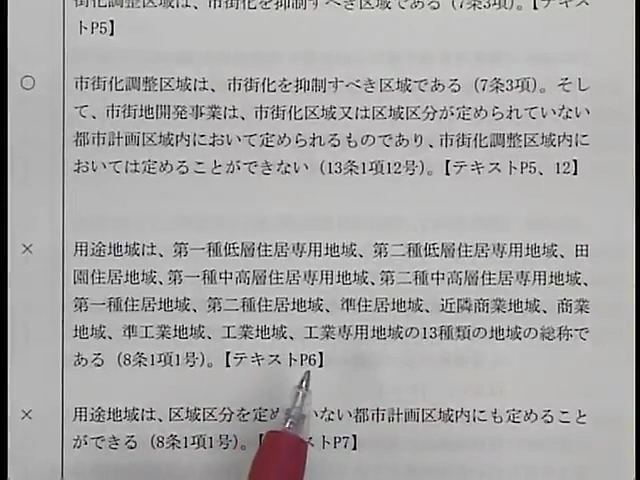 街化調整区域は、市街化を抑制すべき区域である（7条3項）。【テキス
トP5】
○ 市街化調整区域は、市街化を抑制すべき区域である（7条3項）。そし
て、市街地開発事業は、市街化区域又は区域区分が定められていない
都市計画区域内において定められるものであり、市街化調整区域内に
おいては定めることができない（13条1項12号）。【テキストP5、12】
× 用途地域は、第一種低層住居専用地域、第二種低層住居専用地域、田
園住居地域、第一種中高層住居専用地域、第二種中高層住居専用地域、
第一種住居地域、第二種住居地域、準住居地域、近隣商業地域、商業
地域、準工業地域、工業地域、工業専用地域の13種類の地域の総称で
ある（8条1項1号）。【テキストP6】
× 用途地域は、区域区分を定め いない都市計画区域内にも定めること
ができる（8条1項1号）。【 ストP7】